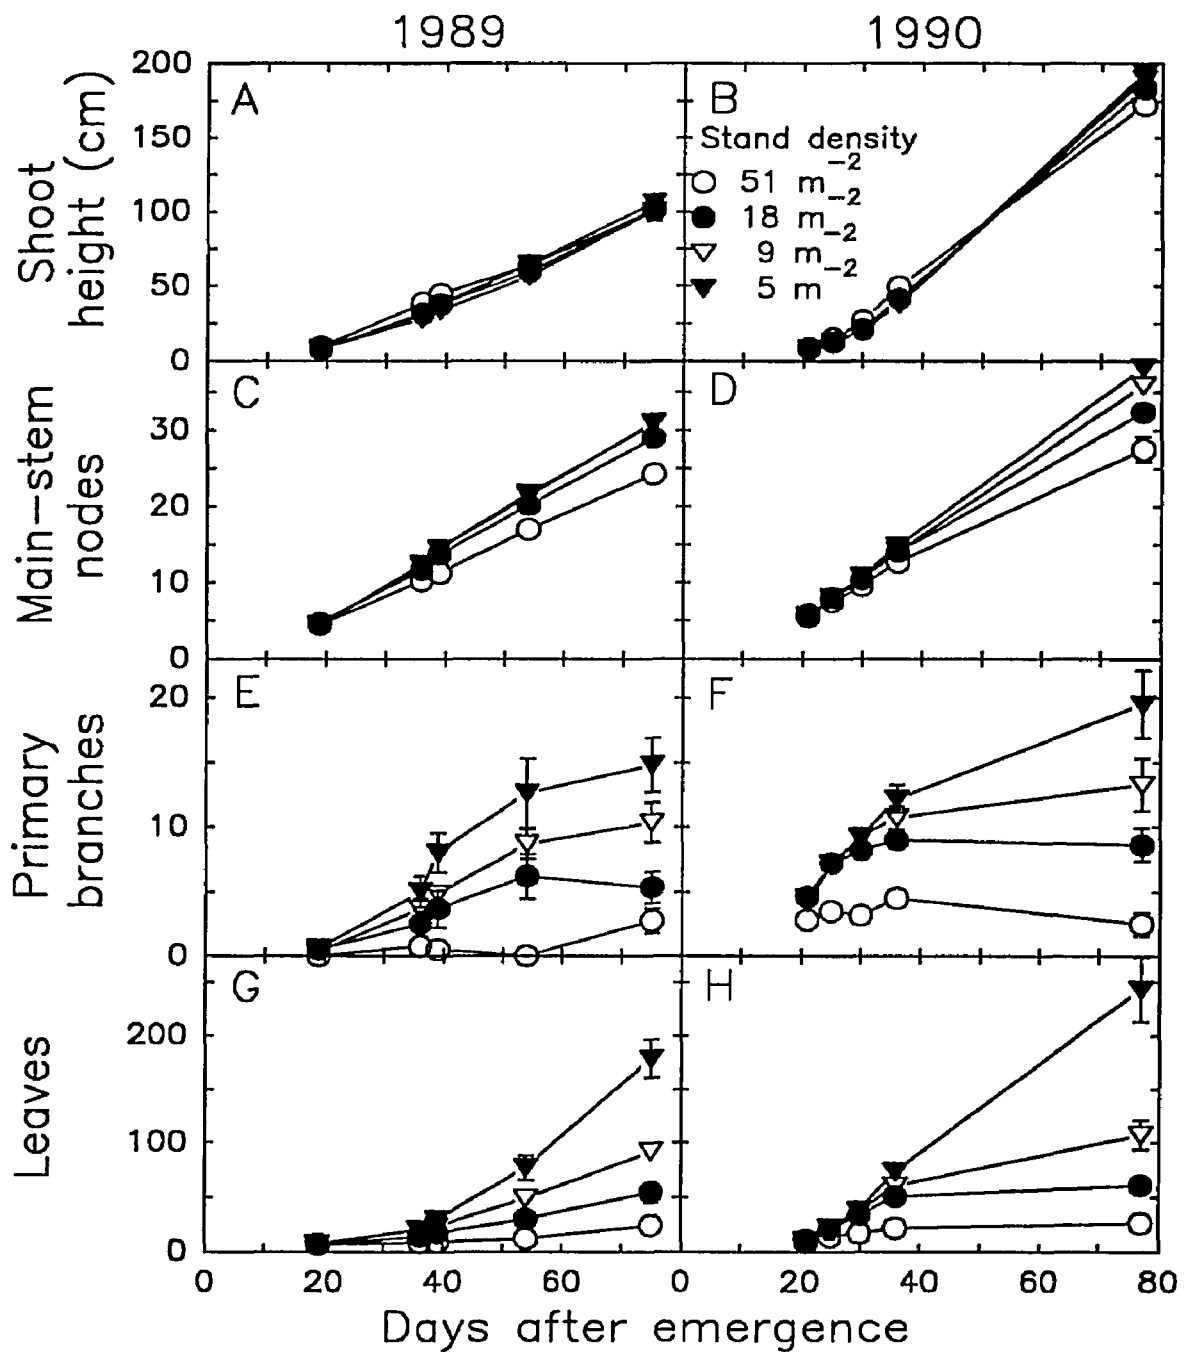 1989 1990
Shoot
height (cm)
200
150
100
50
0
A
B
Stand density
51 m⁻²
18 m⁻²
9 m⁻²
5 m⁻²
Main-stem
nodes
30
20
10
0
C
D
Primary
branches
20
10
0
E
F
Leaves
200
100
0
G
H
0 20 40 60 0 20 40 60 80
Days after emergence